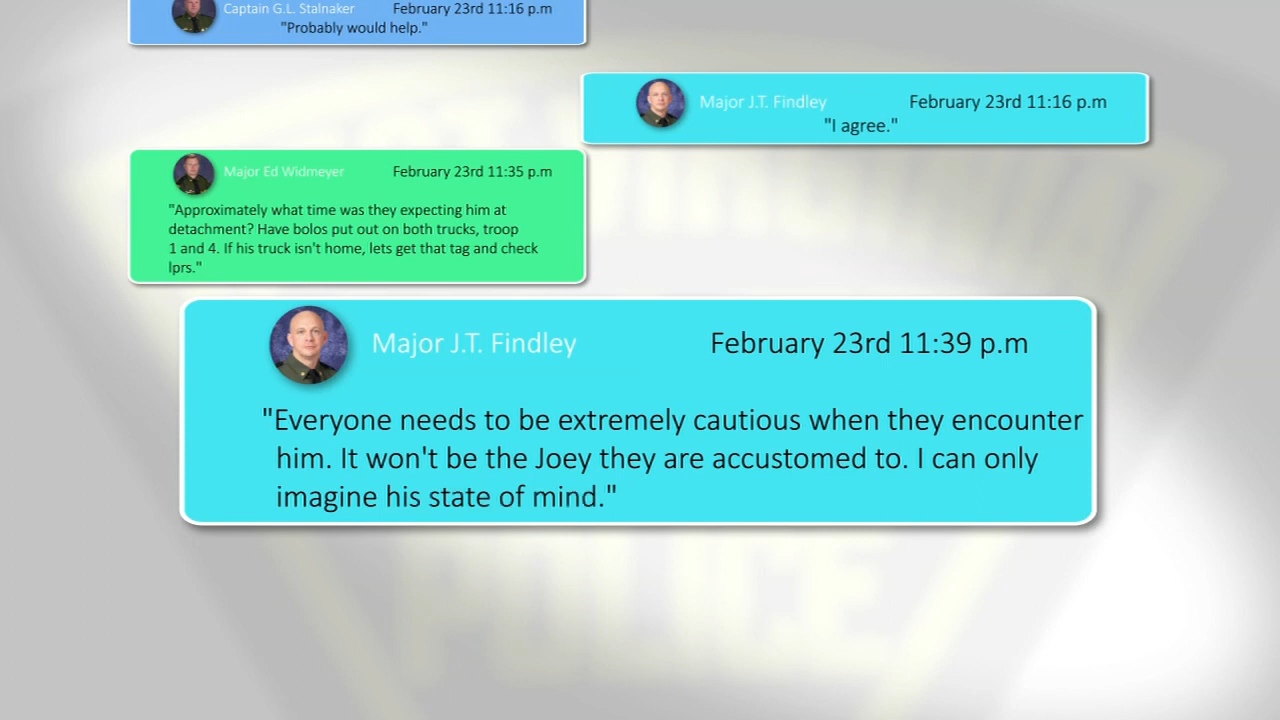 Captain G.L. Stalnaker February 23rd 11:16 p.m
"Probably would help."
Major J.T. Findley February 23rd 11:16 p.m
"I agree."
Major Ed Widmeyer February 23rd 11:35 p.m
"Approximately what time was they expecting him at
detachment? Have bolos put out on both trucks, troop
1 and 4. If his truck isn't home, lets get that tag and check
lprs."
Major J.T. Findley February 23rd 11:39 p.m
"Everyone needs to be extremely cautious when they encounter
him. It won't be the Joey they are accustomed to. I can only
imagine his state of mind."
POLICE